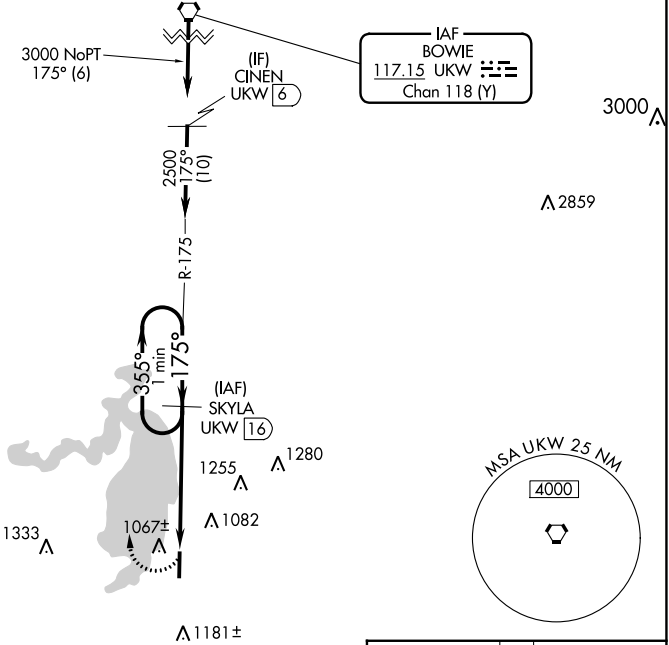 IAF
BOWIE
117.15 UKW
Chan 118 (Y)
3000 NoPT
175° (6)
(IF)
CINEN
UKW 6
3000
2500
175°
(10)
2859
R-175
355°
1 min
175°
(IAF)
SKYLA
UKW 16
1255
1280
1333
1067±
1082
1181±
MSA UKW 25 NM
4000